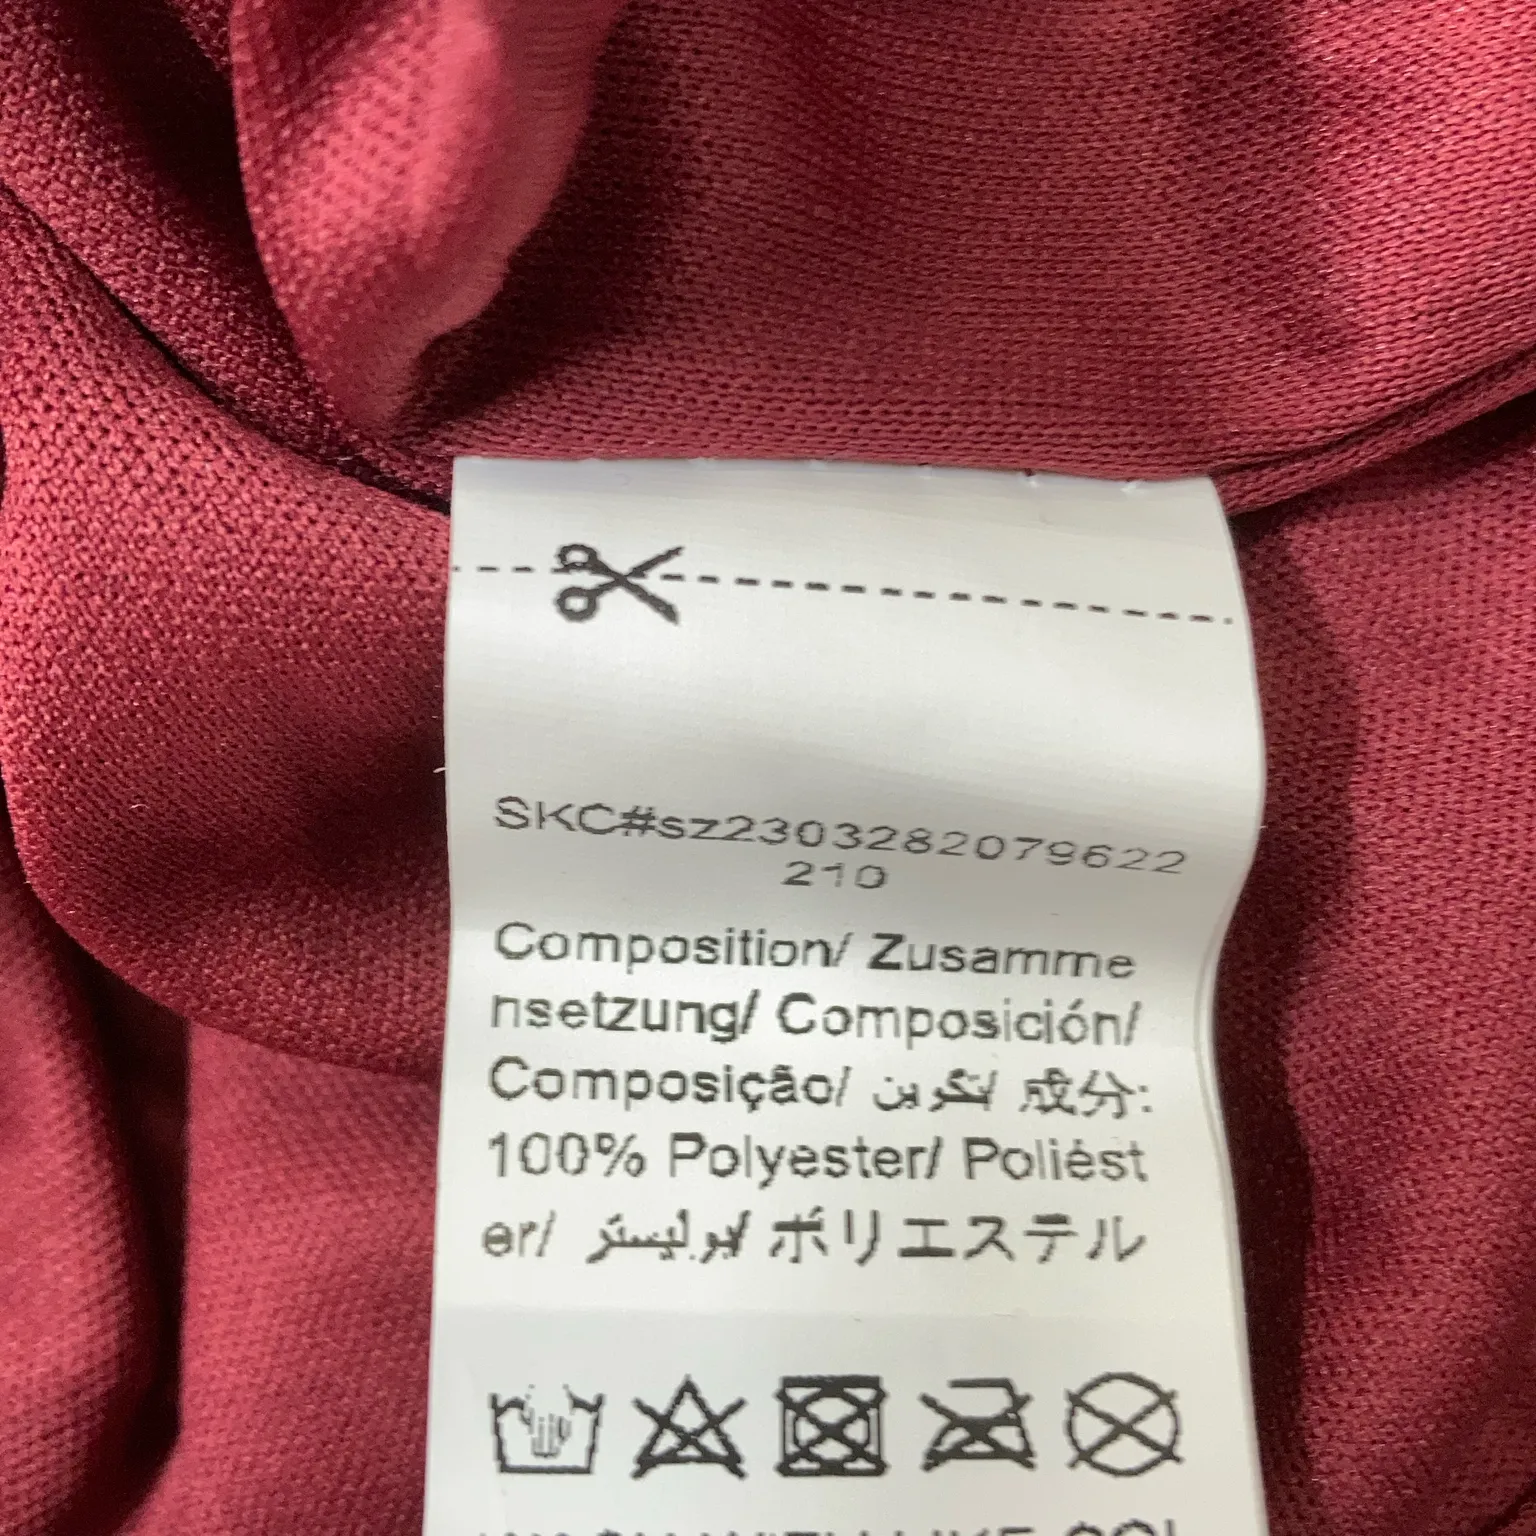 SKC#sz2303282079622
210
Composition/ Zusamme
nsetzung/ Composición/
Composição/ تكوين/ 成分:
100% Polyester/ Poliést
er/ بوليستر/ ポリエステル